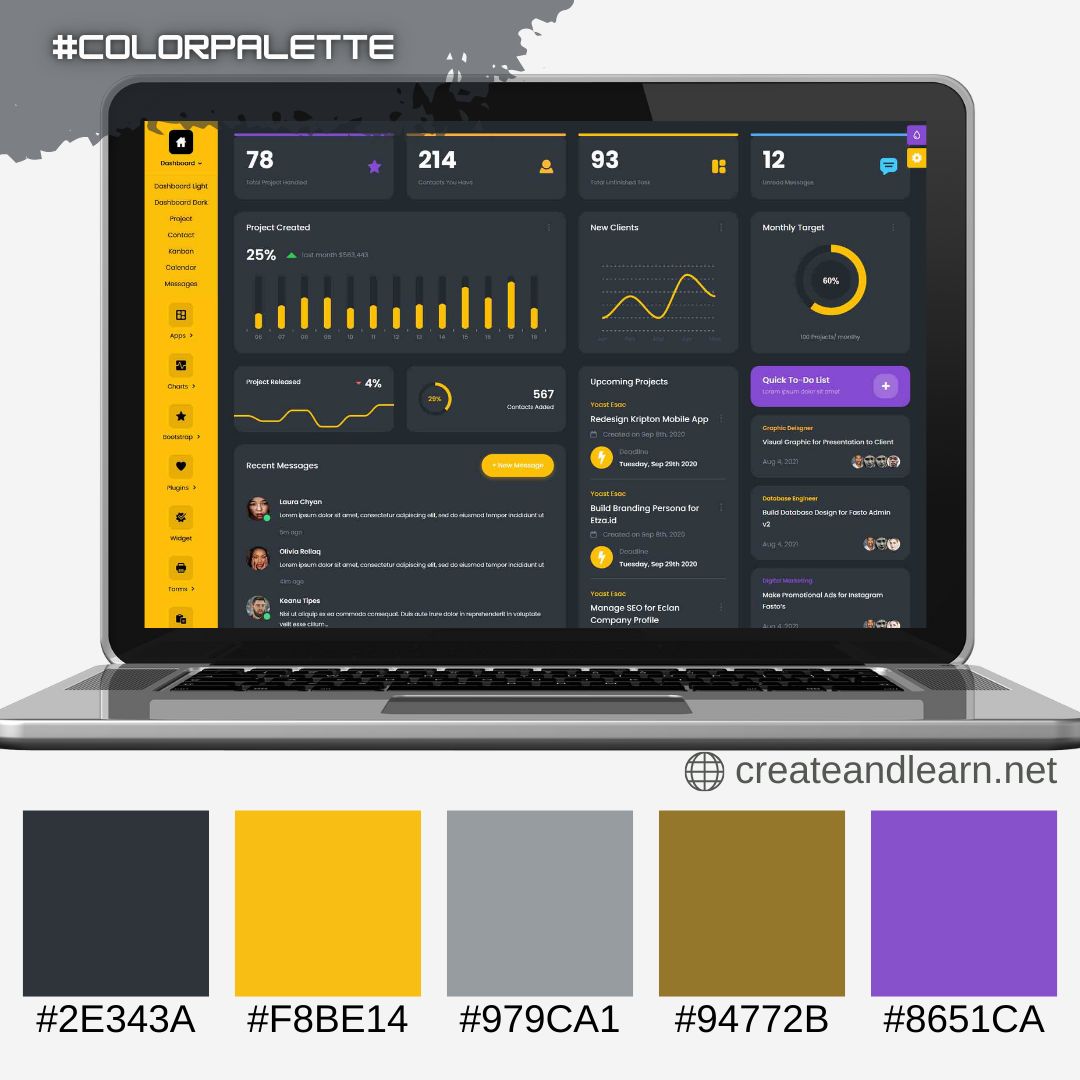 #COLORPALETTE
Dashboard
Dashboard Light
Dashboard Dark
Project
Contact
Kanban
Calendar
Messages
Apps
Charts
Bootstrap
Plugins
Widget
Forms
78
Total Project Handled
214
Contacts You Have
93
Total Unfinished Task
12
Unread Messages
Project Created
25% last month $563,443
06 07 08 09 10 11 12 13 14 15 16 17 18
New Clients
Monthly Target
60%
100 Projects/ monthly
Project Released
4%
29%
567
Contacts Added
Recent Messages
+ New Message
Laura Chyan
Lorem ipsum dolor sit amet, consectetur adipiscing elit, sed do eiusmod tempor incididunt ut
5m ago
Olivia Rellaq
Lorem ipsum dolor sit amet, consectetur adipiscing elit, sed do eiusmod tempor incididunt ut
41m ago
Keanu Tipes
Nisi ut aliquip ex ea commodo consequat. Duis aute irure dolor in reprehenderit in voluptate
velit esse cillum...
Upcoming Projects
Yoast Esac
Redesign Kripton Mobile App
Created on Sep 8th, 2020
Deadline
Tuesday, Sep 29th 2020
Yoast Esac
Build Branding Persona for
Etza.id
Created on Sep 8th, 2020
Deadline
Tuesday, Sep 29th 2020
Yoast Esac
Manage SEO for Eclan
Company Profile
Quick To-Do List
Lorem ipsum dolor sit amet
+
Graphic Deisgner
Visual Graphic for Presentation to Client
Aug 4, 2021
Database Engineer
Build Database Design for Fasto Admin
v2
Aug 4, 2021
Digital Marketing
Make Promotional Ads for Instagram
Fasto's
Aug 4, 2021
createandlearn.net
#2E343A
#F8BE14
#979CA1
#94772B
#8651CA